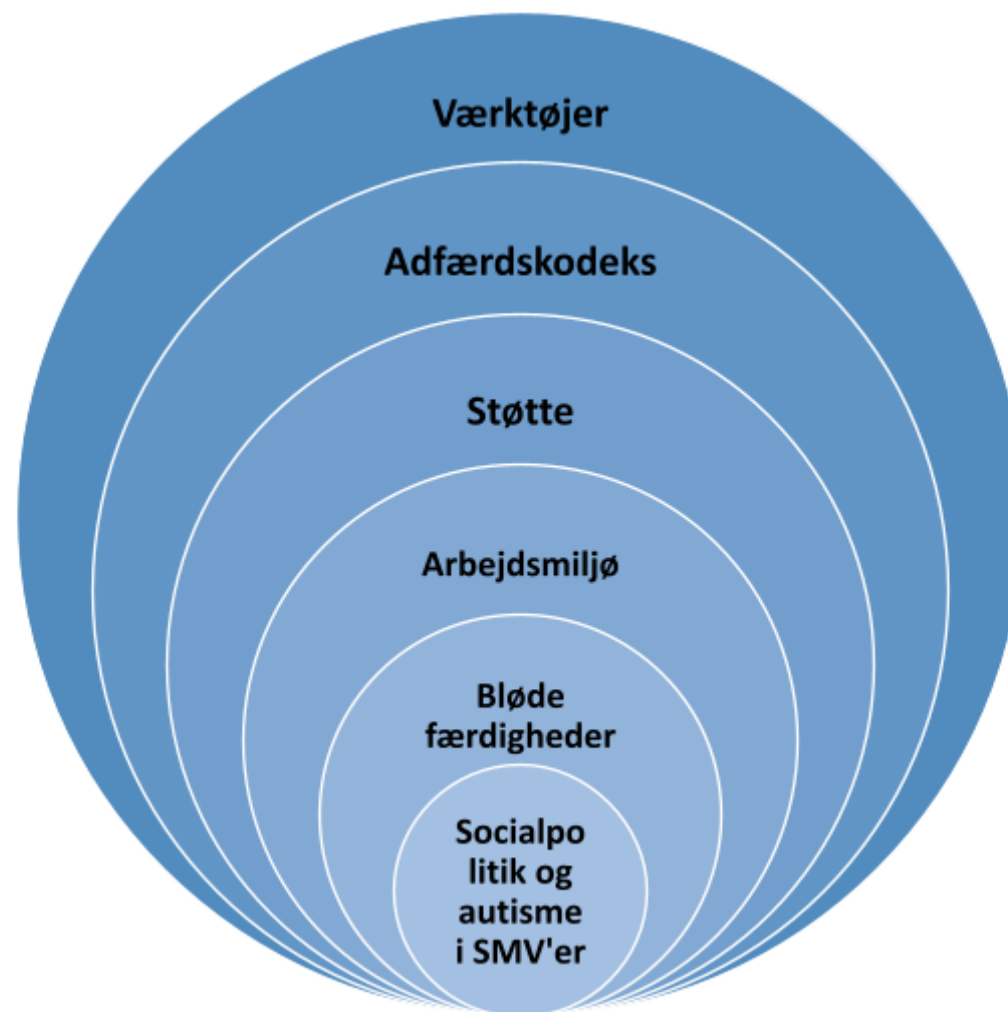 Værktøjer
Adfærdskodeks
Støtte
Arbejdsmiljø
Bløde
færdigheder
Socialpo
litik og
autisme
i SMV'er